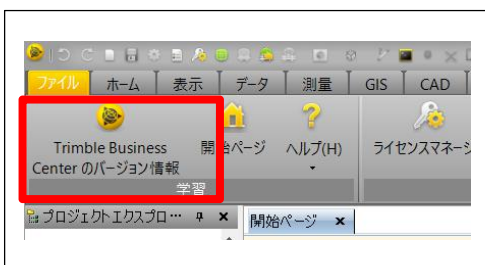 ファイル ホーム 表示 データ 測量 GIS CAD
Trimble Business Center のバージョン情報
開始ページ
ヘルプ(H)
ライセンスマネージ
学習
プロジェクトエクスプロ…
開始ページ